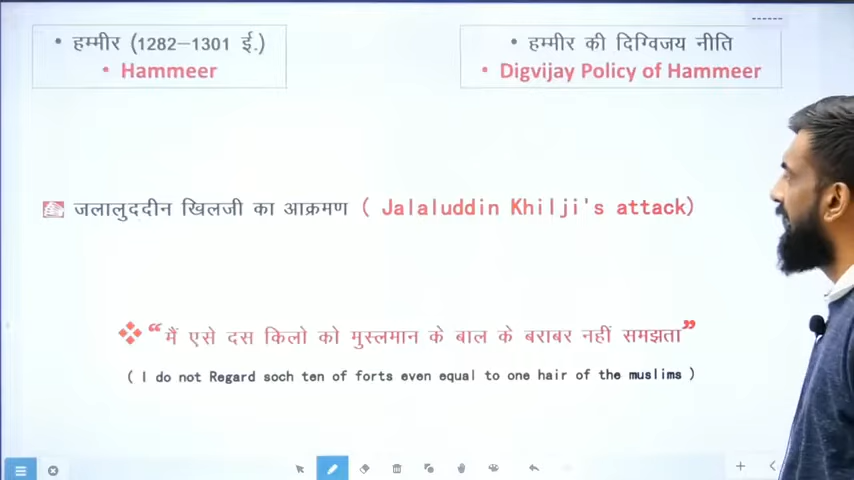 • हम्मीर (1282–1301 ई.)
• Hammeer
• हम्मीर की दिग्विजय नीति
• Digvijay Policy of Hammeer
जलालुददीन खिलजी का आक्रमण ( Jalaluddin Khilji's attack)
“मैं एसे दस किलो को मुस्लमान के बाल के बराबर नहीं समझता”
( I do not Regard soch ten of forts even equal to one hair of the muslims )